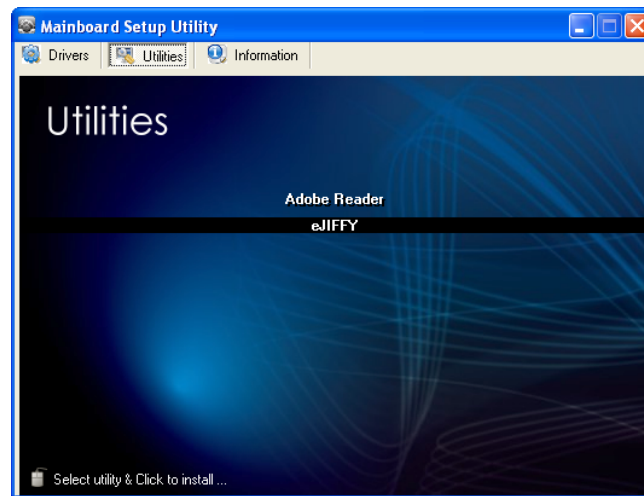 Mainboard Setup Utility
Drivers Utilities Information
Utilities
Adobe Reader
eJIFFY
Select utility & Click to install ...